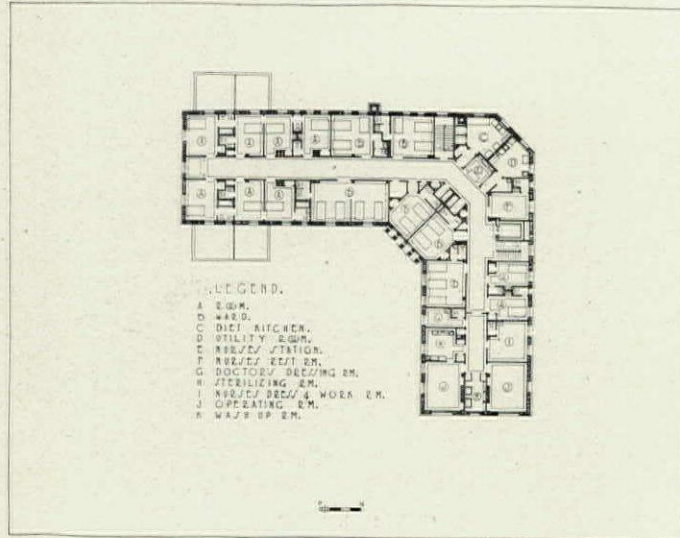 LEGEND.
A ROOM.
B WARD.
C DIET KITCHEN.
D UTILITY ROOM.
E NURSES STATION.
F NURSES REST RM.
G DOCTORS DRESSING RM.
H STERILIZING RM.
I NURSES DRESS & WORK RM.
J OPERATING RM.
K WASH UP RM.